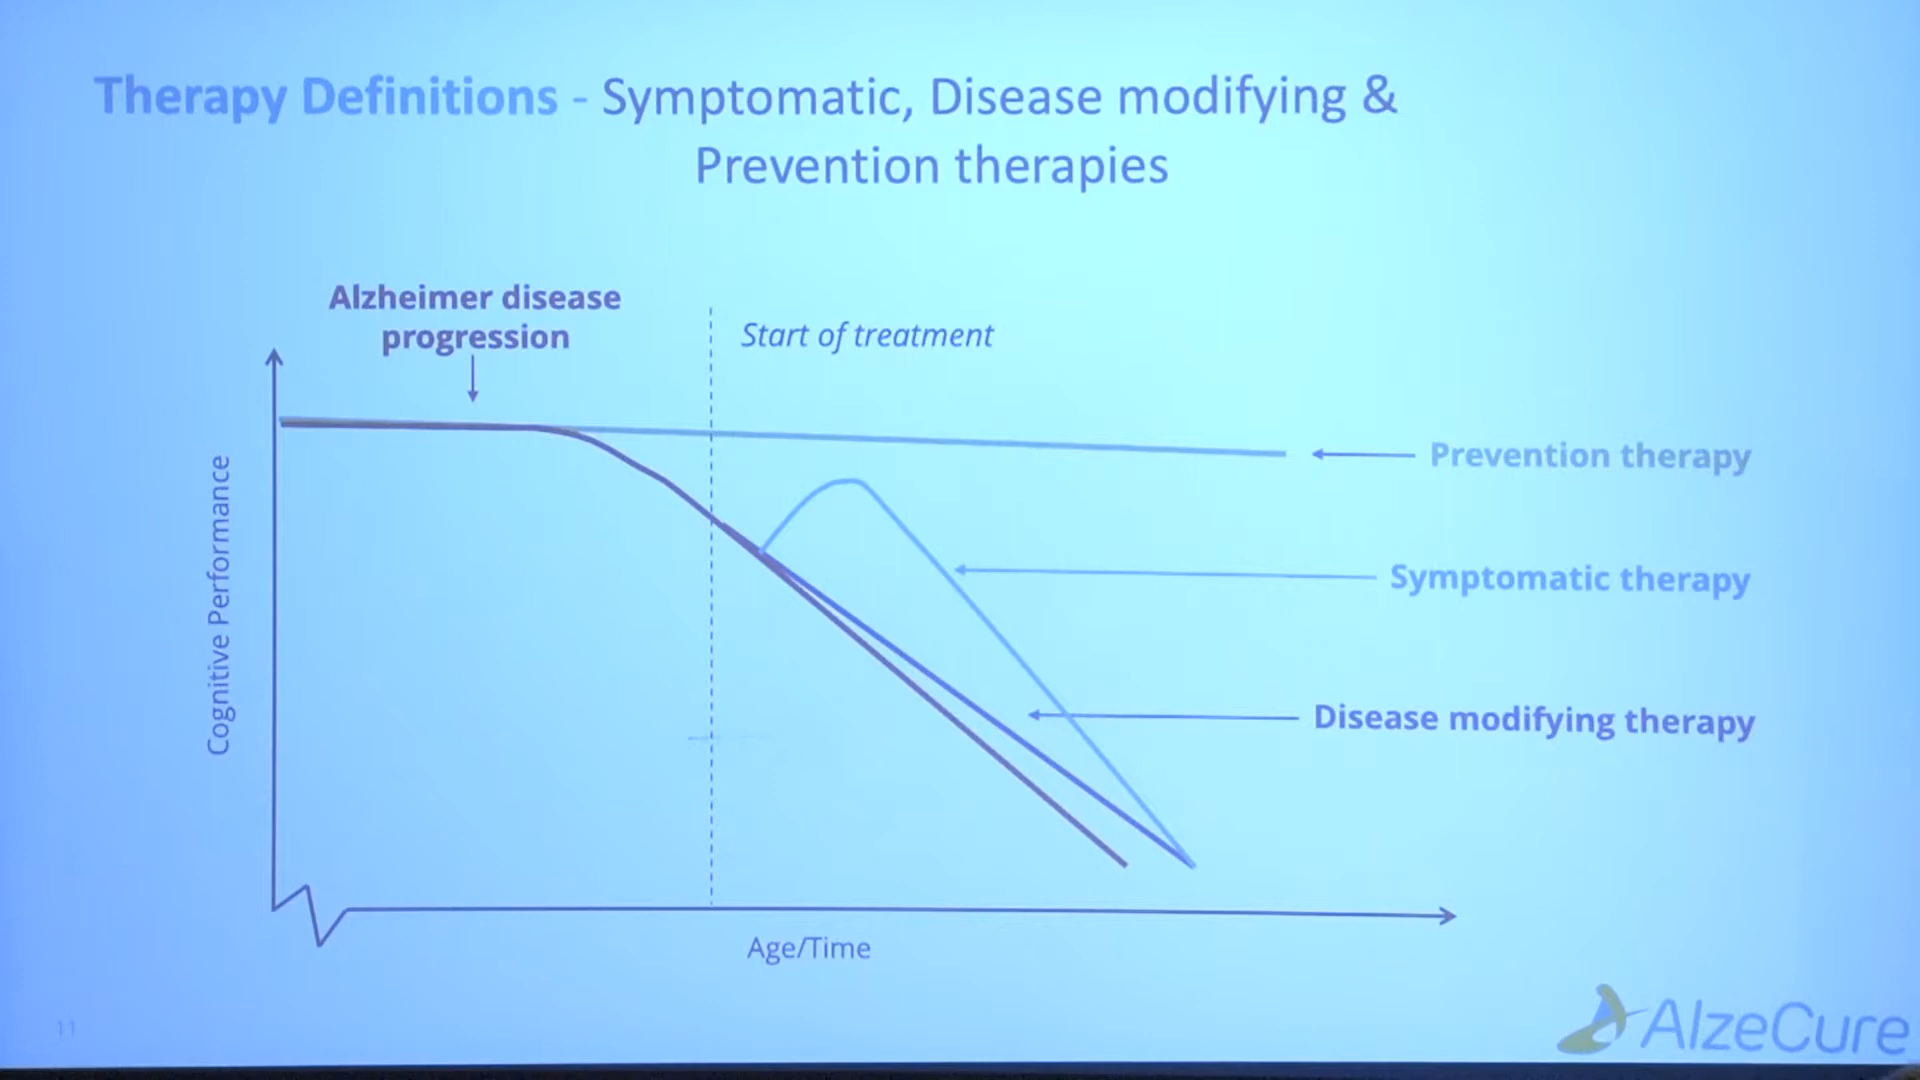 Therapy Definitions - Symptomatic, Disease modifying &
Prevention therapies
Alzheimer disease
progression
Start of treatment
Prevention therapy
Symptomatic therapy
Disease modifying therapy
Cognitive Performance
Age/Time
11
AlzeCure